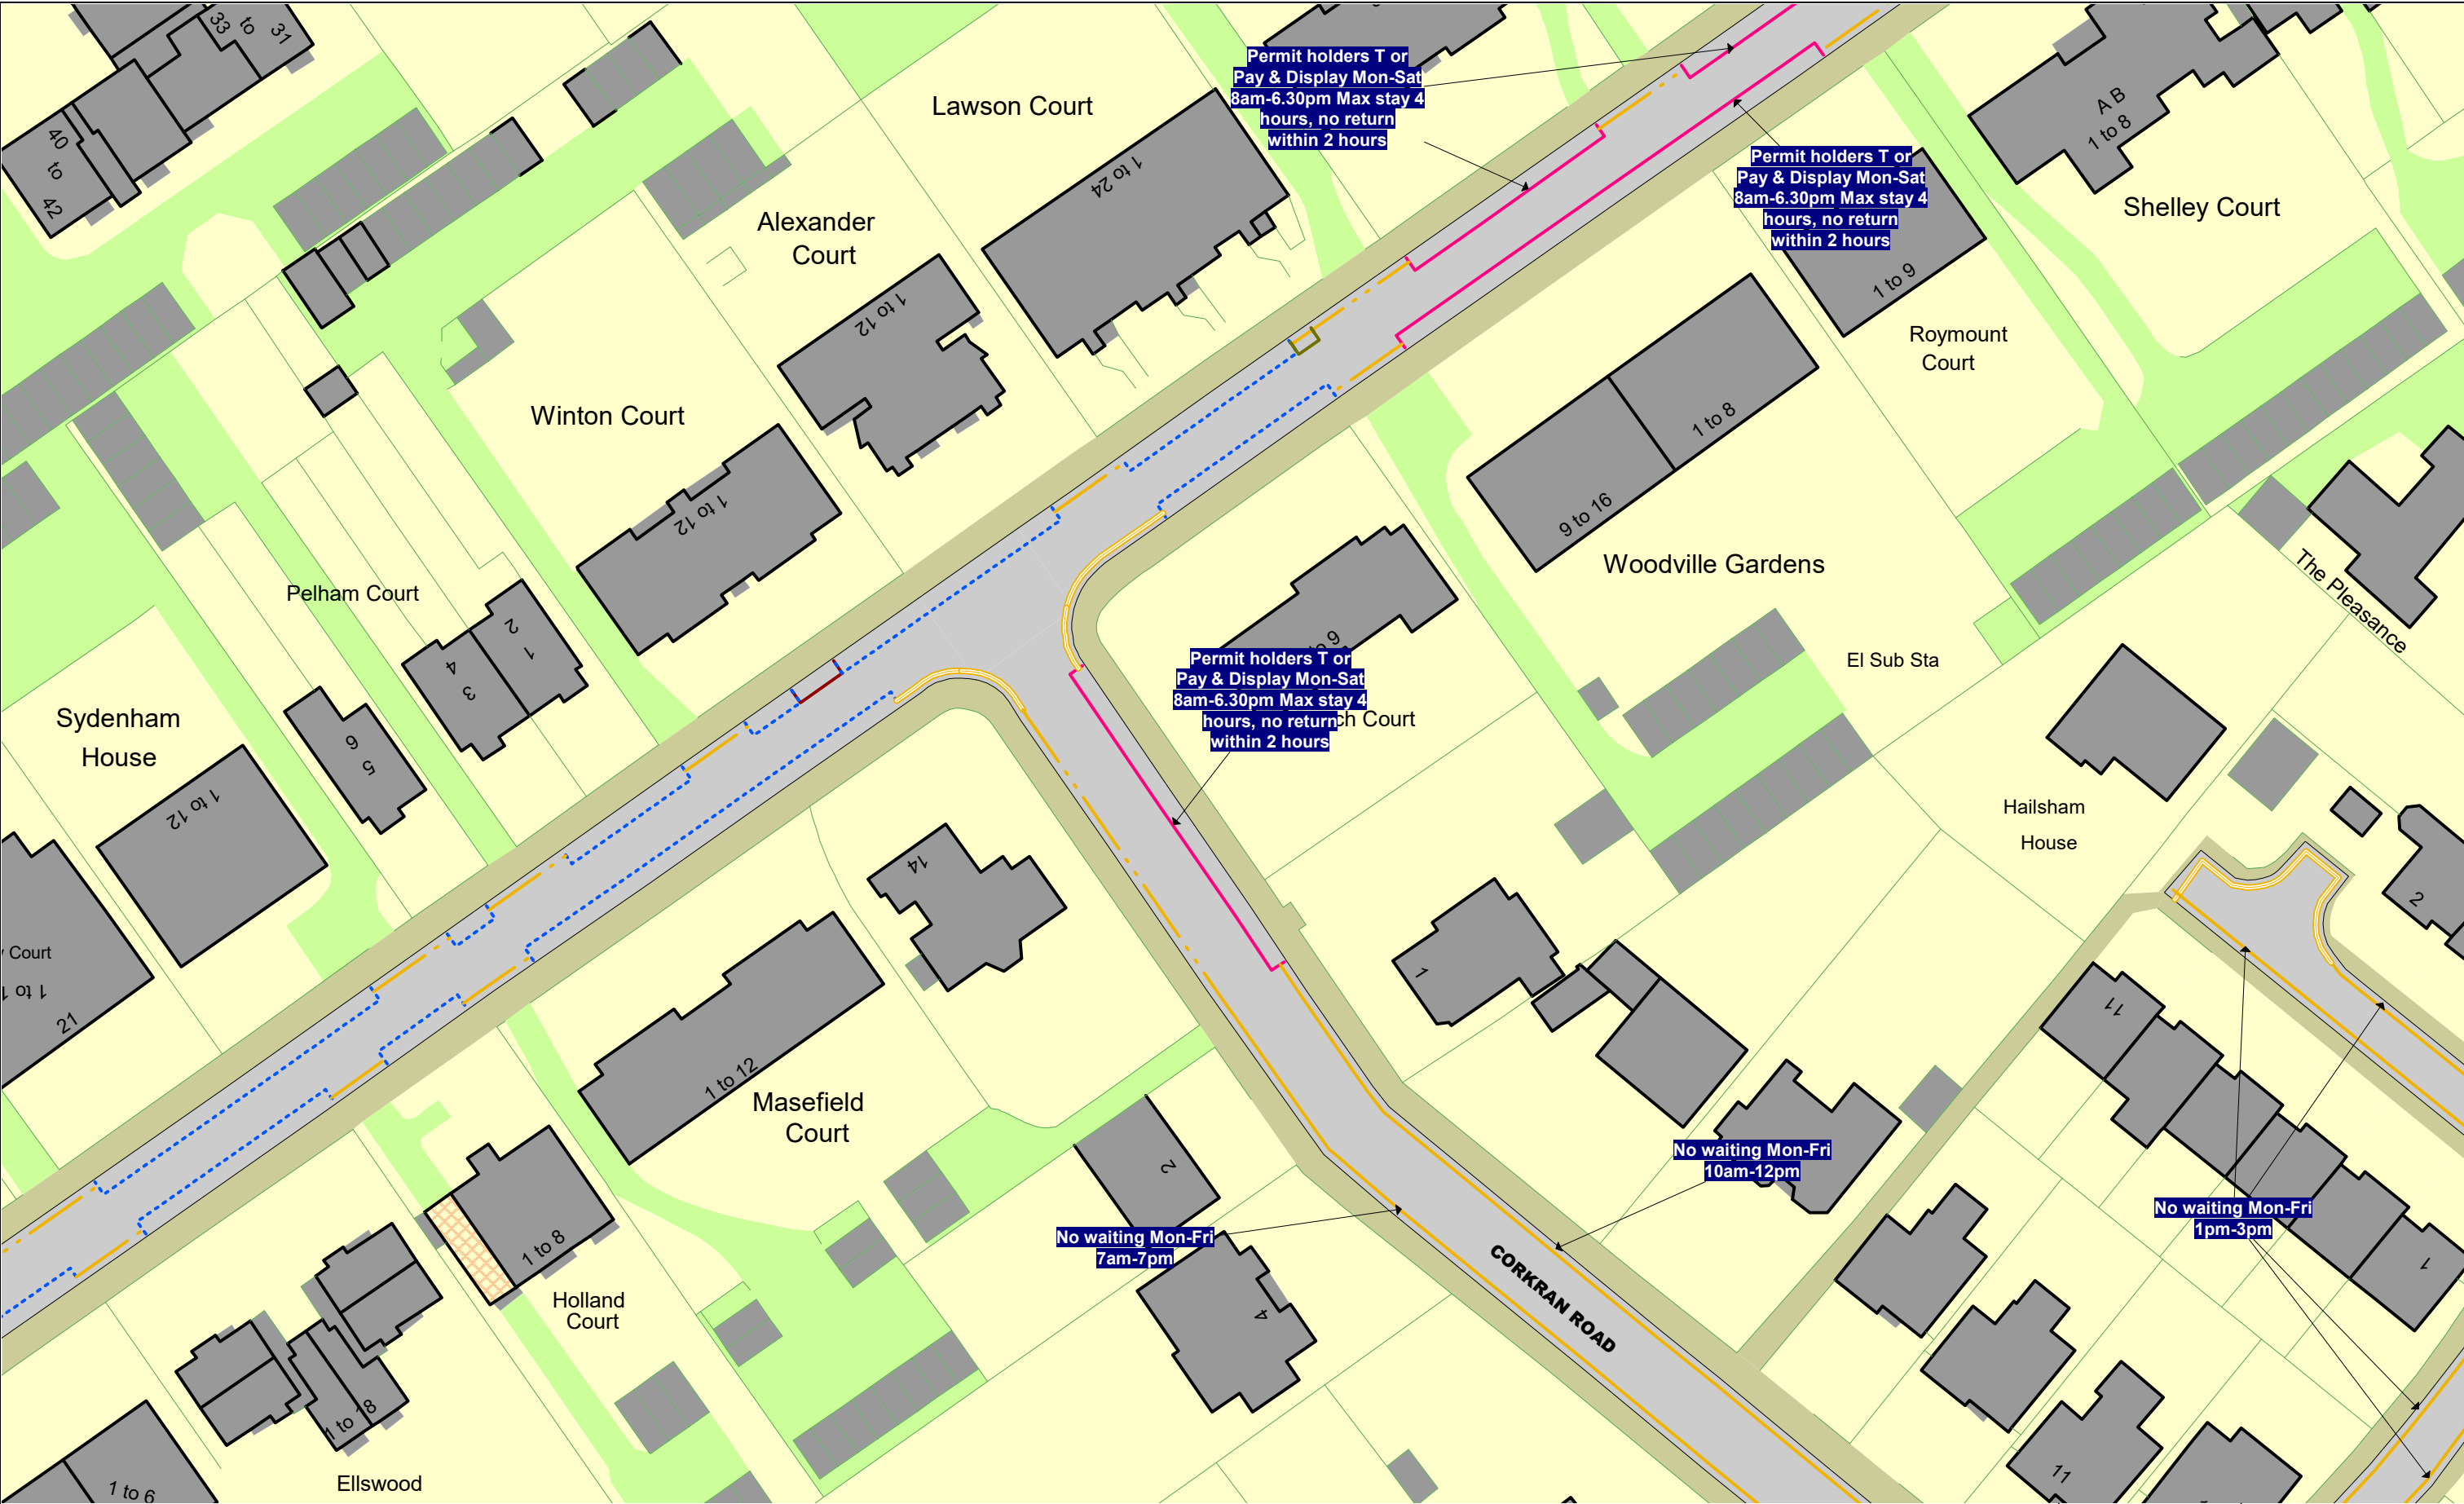 33 to 31
40 to 42
Lawson Court
1 to 24
Permit holders T or
Pay & Display Mon-Sat
8am-6.30pm Max stay 4
hours, no return
within 2 hours
Permit holders T or
Pay & Display Mon-Sat
8am-6.30pm Max stay 4
hours, no return
within 2 hours
A B
1 to 8
Shelley Court
Alexander
Court
1 to 12
1 to 9
Roymount
Court
Winton Court
1 to 12
1 to 8
9 to 16
Woodville Gardens
The Pleasance
El Sub Sta
Pelham Court
2
1
4
3
6
5
Sydenham
House
1 to 12
to 9
Permit holders T or
Pay & Display Mon-Sat
8am-6.30pm Max stay 4
hours, no return
within 2 hours
ch Court
Hailsham
House
2
14
1
Court
21
11
1 to 12
Masefield
Court
2
No waiting Mon-Fri
10am-12pm
No waiting Mon-Fri
7am-7pm
No waiting Mon-Fri
1pm-3pm
1
CORKRAN ROAD
4
1 to 8
Holland
Court
1 to 18
Ellswood
1 to 6
11